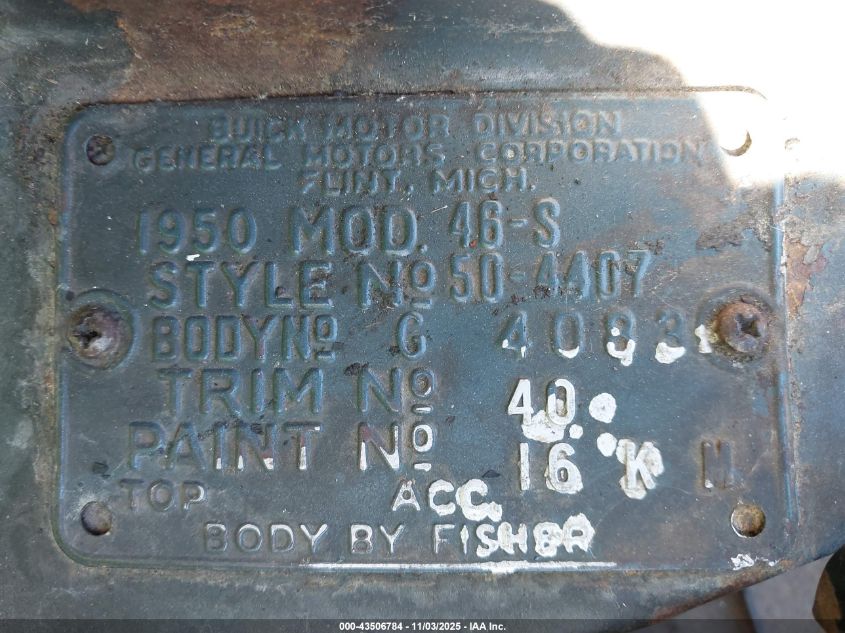 BUICK MOTOR DIVISION
GENERAL MOTORS CORPORATION
FLINT, MICH.
1950 MOD. 46-S
STYLE Nº 50-4407
BODY Nº G 4083
TRIM Nº 40
PAINT Nº 16 K
TOP ACC.
BODY BY FISHER
000-43506784 - 11/03/2025 - IAA Inc.